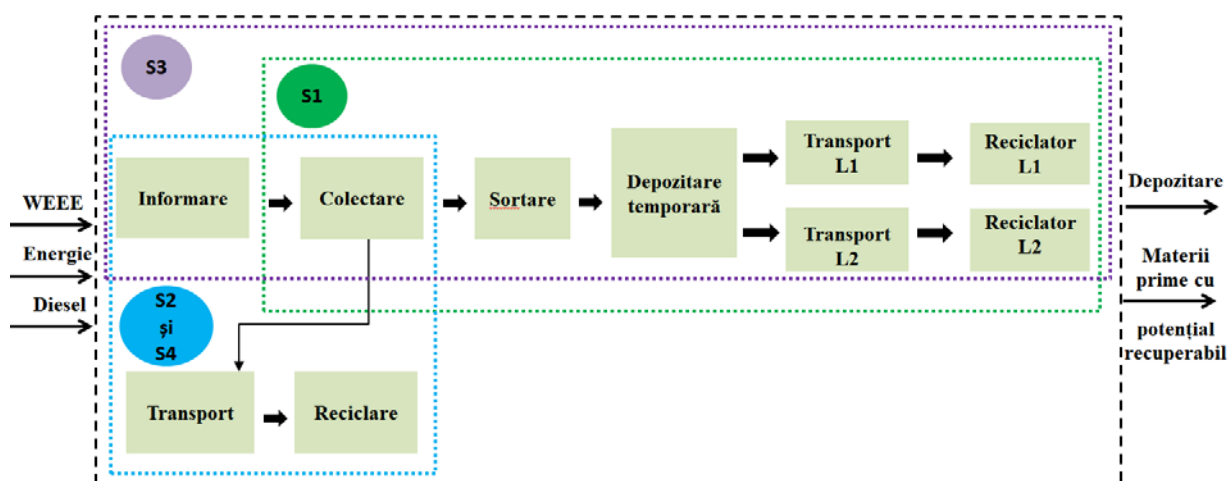 S3
S1
Informare
Colectare
Sortare
Depozitare
temporară
Transport
L1
Reciclator
L1
Transport
L2
Reciclator
L2
WEEE
Energie
Diesel
S2
și
S4
Transport
Reciclare
Depozitare
Materii
prime cu
potențial
recuperabil